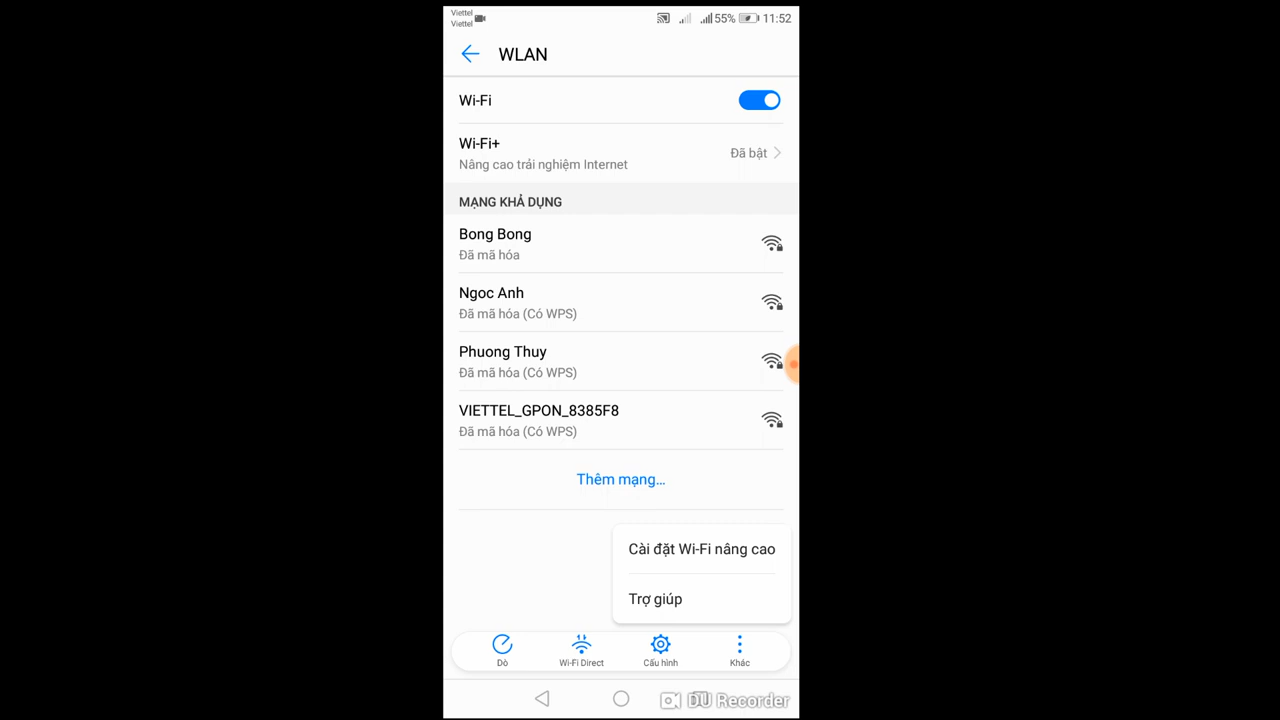 Viettel
Viettel
55%
11:52
WLAN
Wi-Fi
Wi-Fi+
Nâng cao trải nghiệm Internet
Đã bật
MẠNG KHẢ DỤNG
Bong Bong
Đã mã hóa
Ngoc Anh
Đã mã hóa (Có WPS)
Phuong Thuy
Đã mã hóa (Có WPS)
VIETTEL_GPON_8385F8
Đã mã hóa (Có WPS)
Thêm mạng...
Cài đặt Wi-Fi nâng cao
Trợ giúp
Dò
Wi-Fi Direct
Cấu hình
Khác
DU Recorder